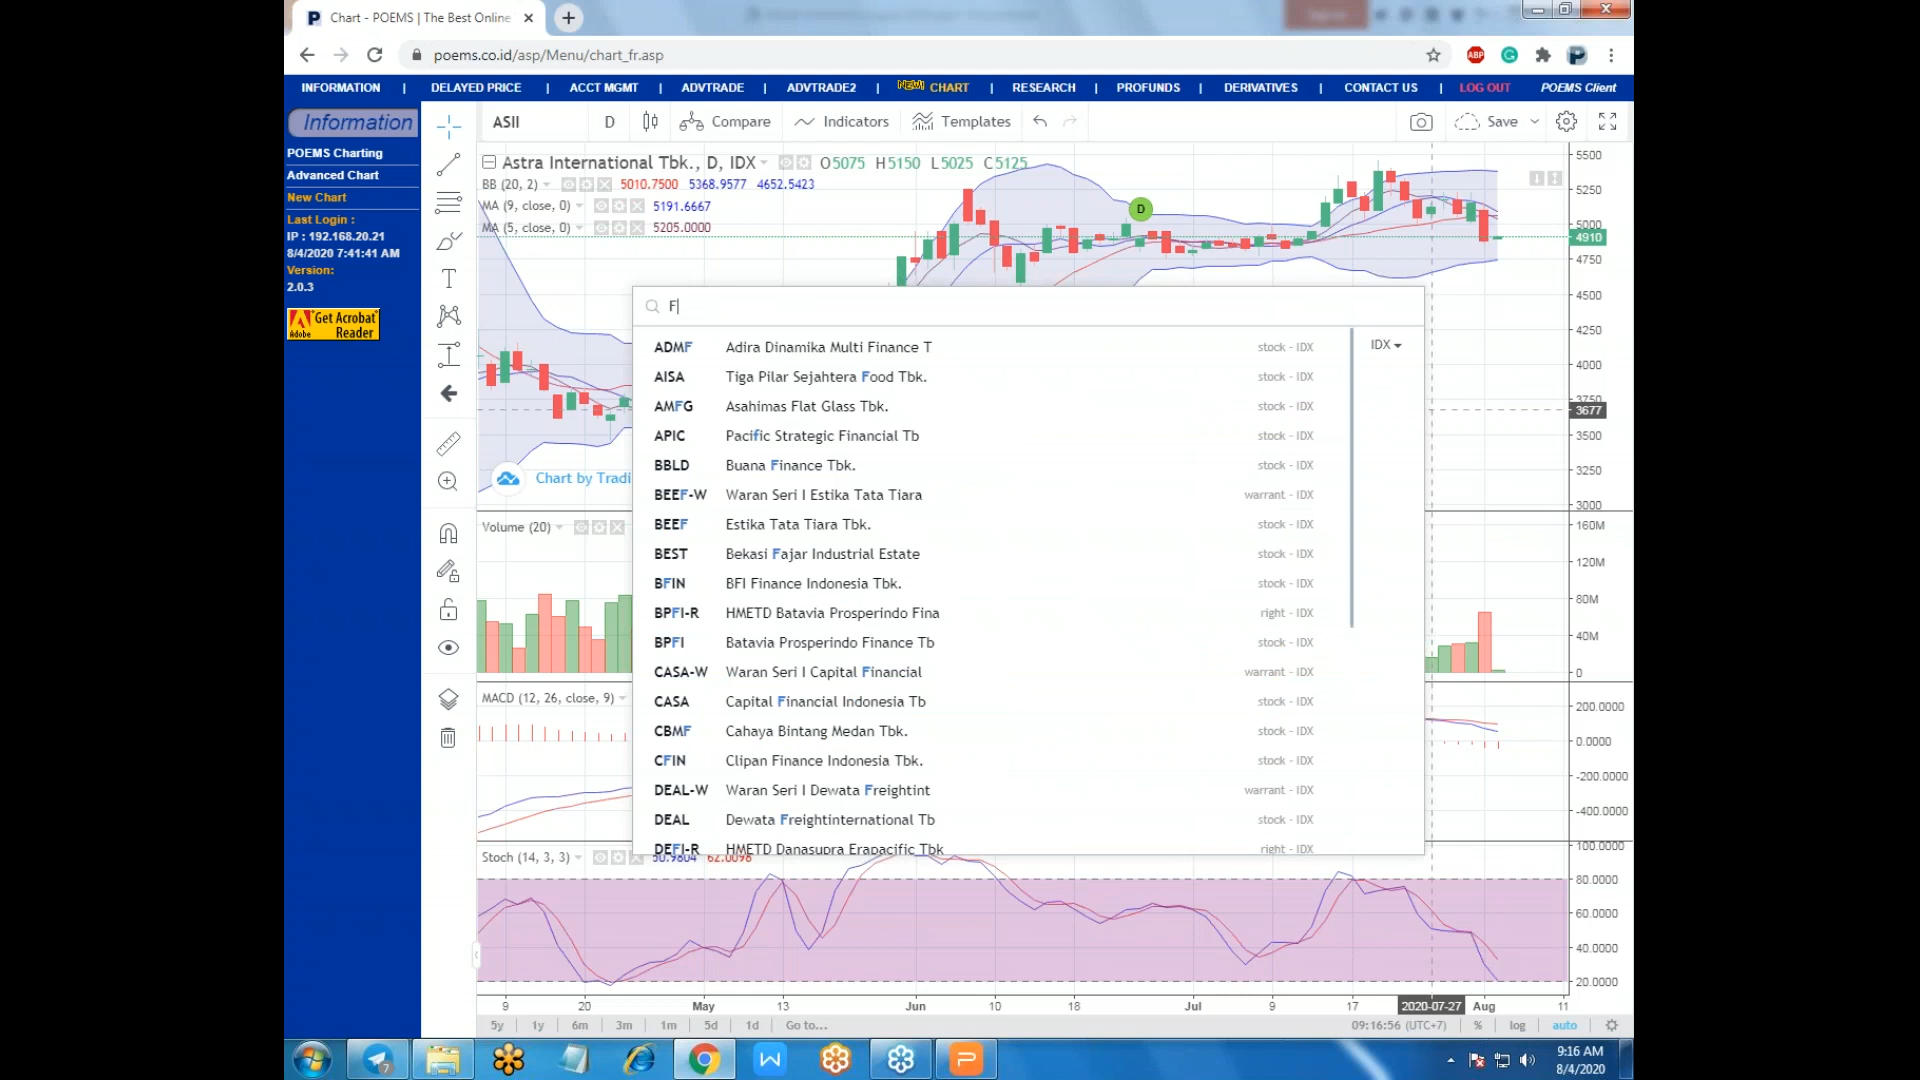 Chart - POEMS | The Best Online
poems.co.id/asp/Menu/chart_fr.asp
ABP
INFORMATION | DELAYED PRICE | ACCT MGMT | ADVTRADE | ADVTRADE2 | NEW! CHART | RESEARCH | PROFUNDS | DERIVATIVES | CONTACT US | LOG OUT POEMS Client
Information
POEMS Charting
Advanced Chart
New Chart
Last Login :
IP : 192.168.20.21
8/4/2020 7:41:41 AM
Version:
2.0.3
Get Acrobat
Adobe Reader
ASII D Compare Indicators Templates Save
Astra International Tbk., D, IDX O5075 H5150 L5025 C5125
BB (20, 2) 5010.7500 5368.9577 4652.5423
MA (9, close, 0) 5191.6667
MA (5, close, 0) 5205.0000
D
5500
5250
5000
4910
4750
4500
4250
4000
3750
3677
3500
3250
3000
F
IDX
ADMF Adira Dinamika Multi Finance T stock - IDX
AISA Tiga Pilar Sejahtera Food Tbk. stock - IDX
AMFG Asahimas Flat Glass Tbk. stock - IDX
APIC Pacific Strategic Financial Tb stock - IDX
BBLD Buana Finance Tbk. stock - IDX
BEEF-W Waran Seri I Estika Tata Tiara warrant - IDX
BEEF Estika Tata Tiara Tbk. stock - IDX
BEST Bekasi Fajar Industrial Estate stock - IDX
BFIN BFI Finance Indonesia Tbk. stock - IDX
BPFI-R HMETD Batavia Prosperindo Fina right - IDX
BPFI Batavia Prosperindo Finance Tb stock - IDX
CASA-W Waran Seri I Capital Financial warrant - IDX
CASA Capital Financial Indonesia Tb stock - IDX
CBMF Cahaya Bintang Medan Tbk. stock - IDX
CFIN Clipan Finance Indonesia Tbk. stock - IDX
DEAL-W Waran Seri I Dewata Freightint warrant - IDX
DEAL Dewata Freightinternational Tb stock - IDX
DEFI-R HMETD Danasupra Erapacific Tbk right - IDX
Chart by Tradi
Volume (20)
160M
120M
80M
40M
0
MACD (12, 26, close, 9)
200.0000
0.0000
-200.0000
-400.0000
Stoch (14, 3, 3) 50.9804 62.0098
100.0000
80.0000
60.0000
40.0000
20.0000
9 20 May 13 Jun 10 18 Jul 9 17 2020-07-27 Aug 11
5y 1y 6m 3m 1m 5d 1d Go to... 09:16:56 (UTC+7) % log auto
7
9:16 AM
8/4/2020